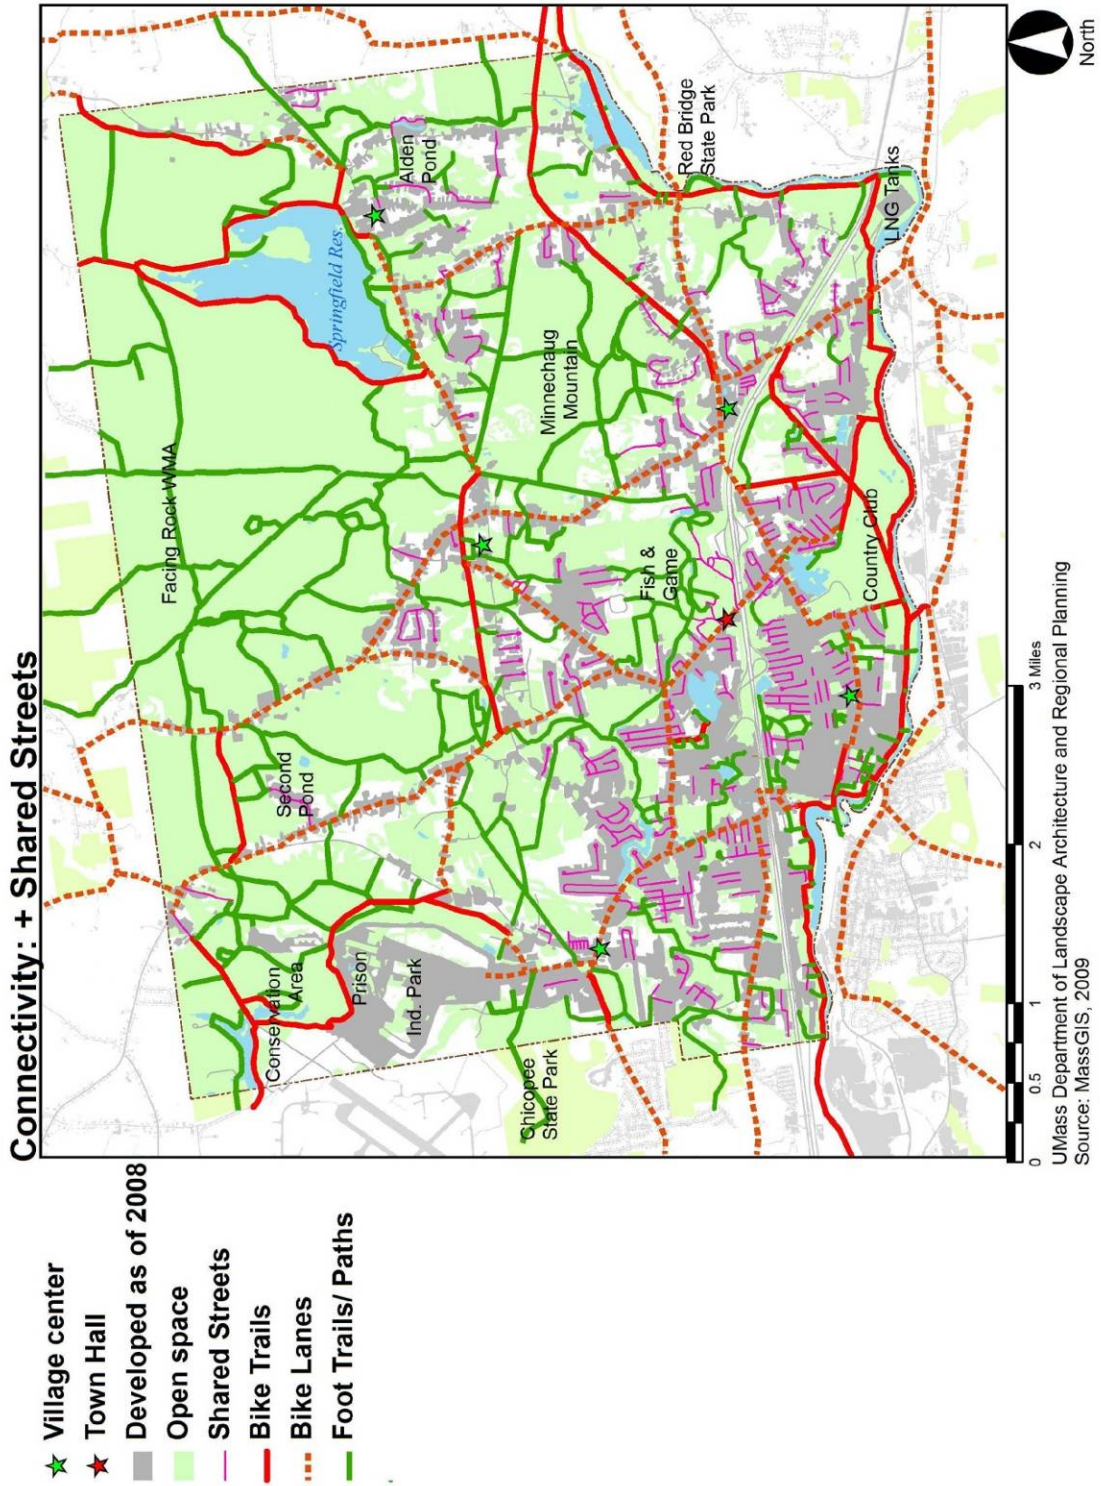 Connectivity: + Shared Streets
Village center
Town Hall
Developed as of 2008
Open space
Shared Streets
Bike Trails
Bike Lanes
Foot Trails/ Paths
Facing Rock WMA
Springfield Res.
Alden
Pond
Second
Pond
Conservation
Area
Prison
Ind. Park
Minnechaug
Mountain
Red Bridge
State Park
Chicopee
State Park
Fish &
Game
Country Club
LNG Tanks
0 0.5 1 2 3 Miles
North
UMass Department of Landscape Architecture and Regional Planning
Source: MassGIS, 2009